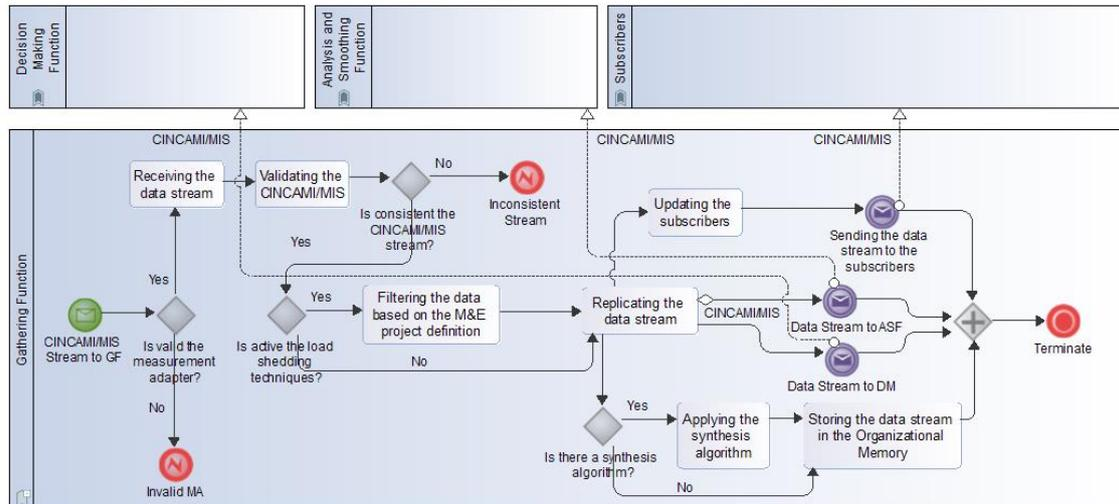 Decision
Making
Function
Analysis and
Smoothing
Function
Subscribers
Gathering Function
CINCAMI/MIS
CINCAMI/MIS
CINCAMI/MIS
Receiving the
data stream
Validating the
CINCAMI/MIS
No
Inconsistent
Stream
Is consistent the
CINCAMI/MIS
stream?
Yes
Updating the
subscribers
Sending the data
stream to the
subscribers
Yes
CINCAMI/MIS
Stream to GF
Is valid the
measurement
adapter?
Yes
Filtering the data
based on the M&E
project definition
Is active the load
shedding
techniques?
No
Replicating the
data stream
CINCAMI/MIS
Data Stream to ASF
Data Stream to DM
Terminate
No
Invalid MA
Yes
Is there a synthesis
algorithm?
Applying the
synthesis
algorithm
Storing the data stream
in the Organizational
Memory
No